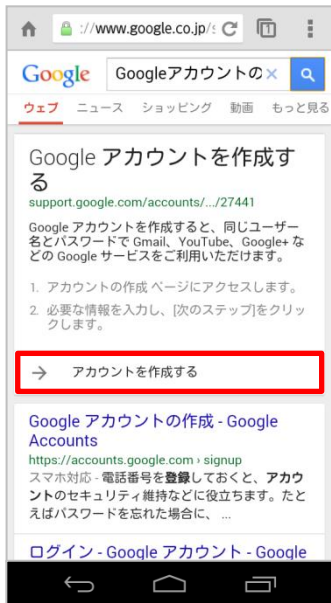 ://www.google.co.jp/s
1
Google Googleアカウントの ×
ウェブ ニュース ショッピング 動画 もっと見る
Google アカウントを作成す
る
support.google.com/accounts/.../27441
Google アカウントを作成すると、同じユーザー
名とパスワードで Gmail、YouTube、Google+ な
どの Google サービスをご利用いただけます。
1. アカウントの作成 ページにアクセスします。
2. 必要な情報を入力し、[次のステップ]をクリッ
クします。
→ アカウントを作成する
Google アカウントの作成 - Google
Accounts
https://accounts.google.com › signup
スマホ対応 - 電話番号を登録しておくと、アカウ
ントのセキュリティ維持などに役立ちます。たと
えばパスワードを忘れた場合に、 ...
ログイン - Google アカウント - Google